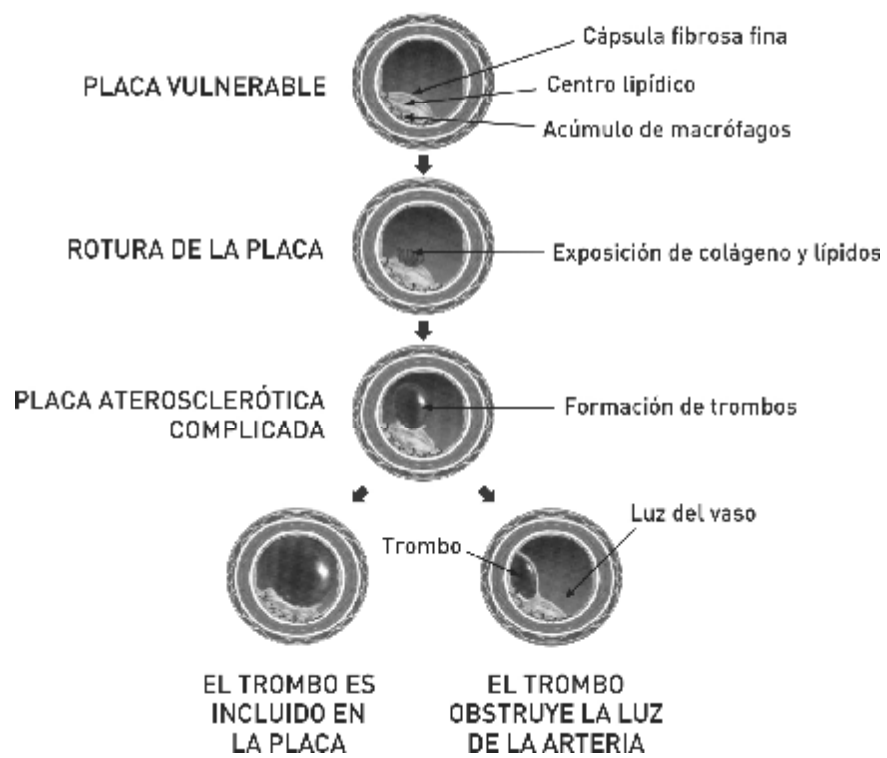 PLACA VULNERABLE
Cápsula fibrosa fina
Centro lipídico
Acúmulo de macrófagos
ROTURA DE LA PLACA
Exposición de colágeno y lípidos
PLACA ATEROSCLERÓTICA
COMPLICADA
Formación de trombos
Trombo
Luz del vaso
EL TROMBO ES
INCLUIDO EN
LA PLACA
EL TROMBO
OBSTRUYE LA LUZ
DE LA ARTERIA